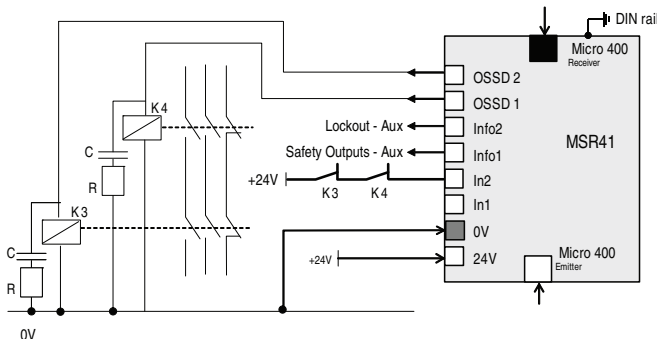 DIN rail
Micro 400
Receiver
K4
OSSD 2
OSSD 1
Lockout - Aux
Info2
MSR41
C
Safety Outputs - Aux
Info1
R
+24V
In2
K3
K4
In1
K3
0V
C
Micro 400
Emitter
+24V
24V
R
0V